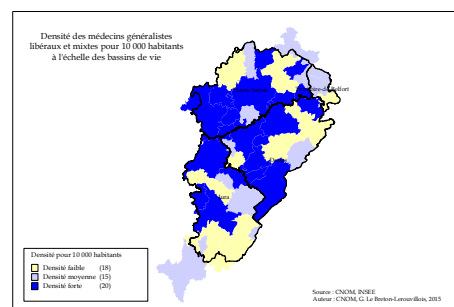 Densité des médecins généralistes
libéraux et mixtes pour 10 000 habitants
à l'échelle des bassins de vie
Densité pour 10 000 habitants
Densité faible (18)
Densité moyenne (15)
Densité forte (20)
Source : CNOM, INSEE
Auteur : CNOM, G. Le Breton-Lerouvillois, 2015